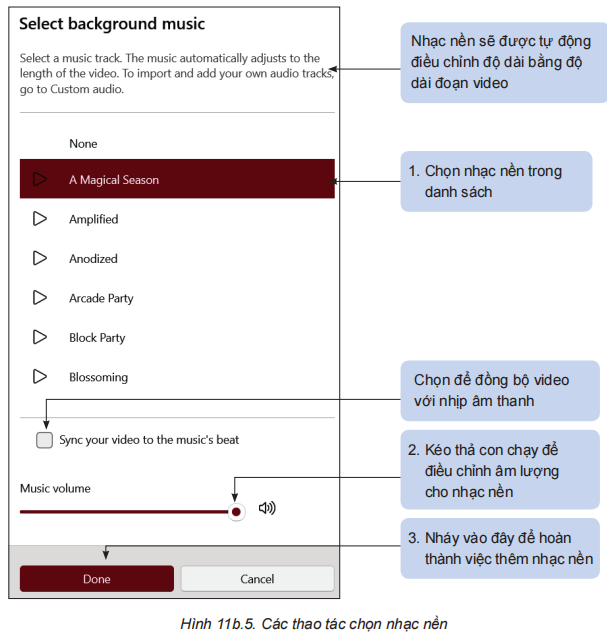 Select background music
Select a music track. The music automatically adjusts to the
length of the video. To import and add your own audio tracks,
go to Custom audio.
Nhạc nền sẽ được tự động
điều chỉnh độ dài bằng độ
dài đoạn video
None
A Magical Season
1. Chọn nhạc nền trong
danh sách
Amplified
Anodized
Arcade Party
Block Party
Blossoming
Chọn để đồng bộ video
với nhịp âm thanh
Sync your video to the music's beat
2. Kéo thả con chạy để
điều chỉnh âm lượng
cho nhạc nền
Music volume
3. Nháy vào đây để hoàn
thành việc thêm nhạc nền
Done
Cancel
Hình 11b.5. Các thao tác chọn nhạc nền